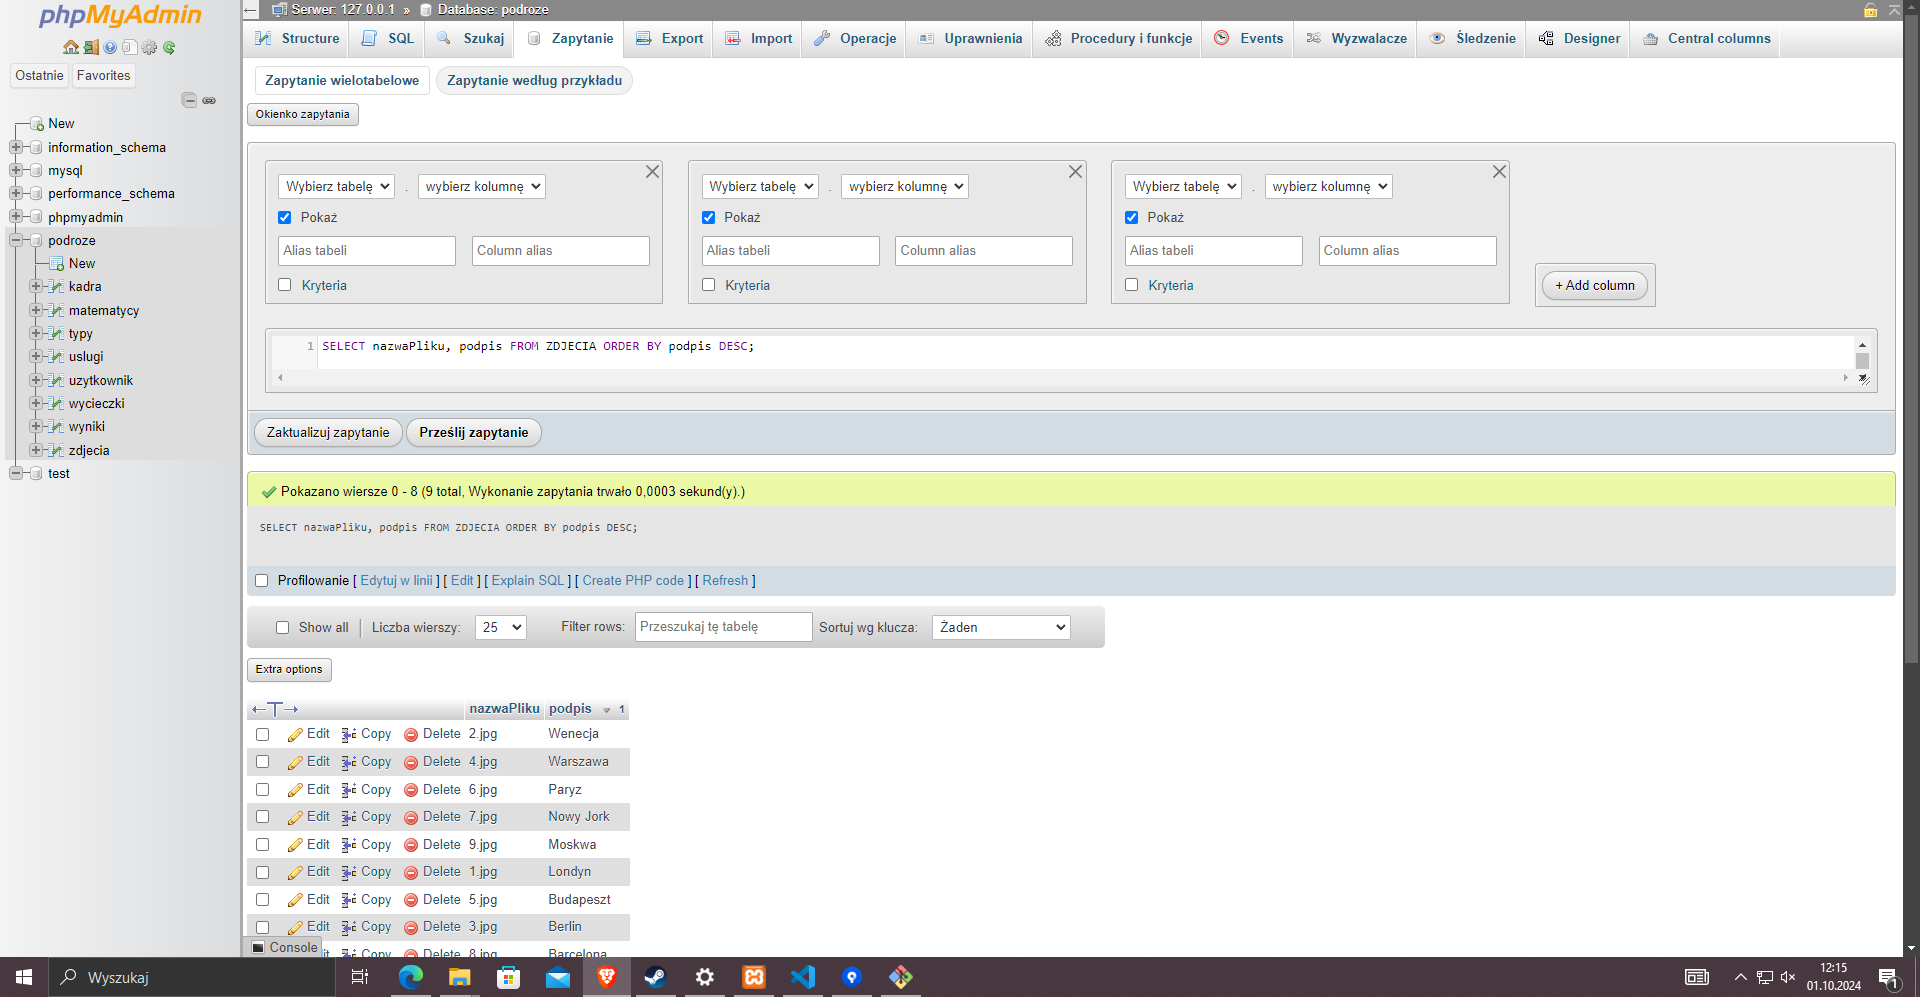 phpMyAdmin
Ostatnie Favorites
New
information_schema
mysql
performance_schema
phpmyadmin
podroze
New
kadra
matematycy
typy
uslugi
uzytkownik
wycieczki
wyniki
zdjecia
test
Serwer: 127.0.0.1 » Database: podroze
Structure SQL Szukaj Zapytanie Export Import Operacje Uprawnienia Procedury i funkcje Events Wyzwalacze Śledzenie Designer Central columns
Zapytanie wielotabelowe Zapytanie według przykładu
Okienko zapytania
Wybierz tabelę . wybierz kolumnę Wybierz tabelę . wybierz kolumnę Wybierz tabelę . wybierz kolumnę
Pokaż Pokaż Pokaż
Alias tabeli Column alias Alias tabeli Column alias Alias tabeli Column alias
Kryteria Kryteria Kryteria + Add column
1 SELECT nazwaPliku, podpis FROM ZDJECIA ORDER BY podpis DESC;
Zaktualizuj zapytanie Prześlij zapytanie
Pokazano wiersze 0 - 8 (9 total, Wykonanie zapytania trwało 0,0003 sekund(y).)
SELECT nazwaPliku, podpis FROM ZDJECIA ORDER BY podpis DESC;
Profilowanie [ Edytuj w linii ] [ Edit ] [ Explain SQL ] [ Create PHP code ] [ Refresh ]
Show all Liczba wierszy: 25 Filter rows: Przeszukaj tę tabelę Sortuj wg klucza: Żaden
Extra options
←T→ nazwaPliku podpis 1
Edit Copy Delete 2.jpg Wenecja
Edit Copy Delete 4.jpg Warszawa
Edit Copy Delete 6.jpg Paryz
Edit Copy Delete 7.jpg Nowy Jork
Edit Copy Delete 9.jpg Moskwa
Edit Copy Delete 1.jpg Londyn
Edit Copy Delete 5.jpg Budapeszt
Edit Copy Delete 3.jpg Berlin
Copy Delete 8.jpg Barcelona
Console
Wyszukaj
12:15
01.10.2024
1